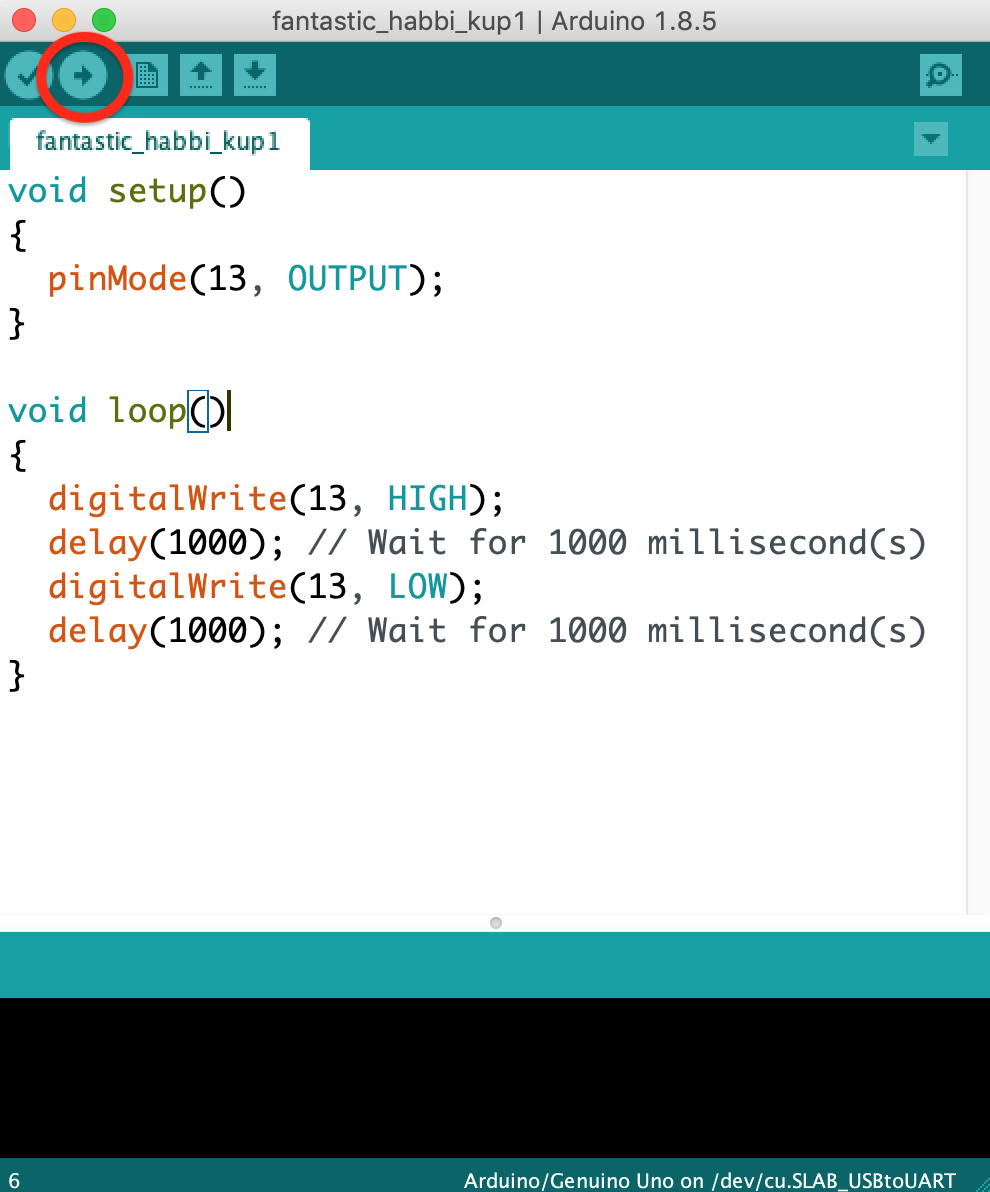 fantastic_habbi_kup1 | Arduino 1.8.5
fantastic_habbi_kup1
void setup()
{
  pinMode(13, OUTPUT);
}

void loop()
{
  digitalWrite(13, HIGH);
  delay(1000); // Wait for 1000 millisecond(s)
  digitalWrite(13, LOW);
  delay(1000); // Wait for 1000 millisecond(s)
}
6
Arduino/Genuino Uno on /dev/cu.SLAB_USBtoUART